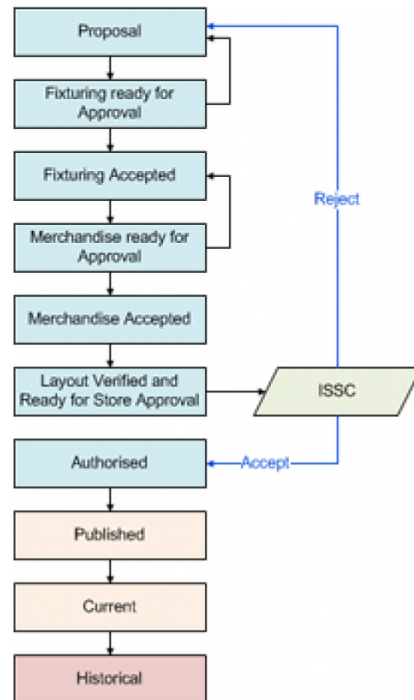 Proposal
Fixturing ready for
Approval
Fixturing Accepted
Reject
Merchandise ready for
Approval
Merchandise Accepted
Layout Verified and
Ready for Store Approval
ISSC
Authorised
Accept
Published
Current
Historical